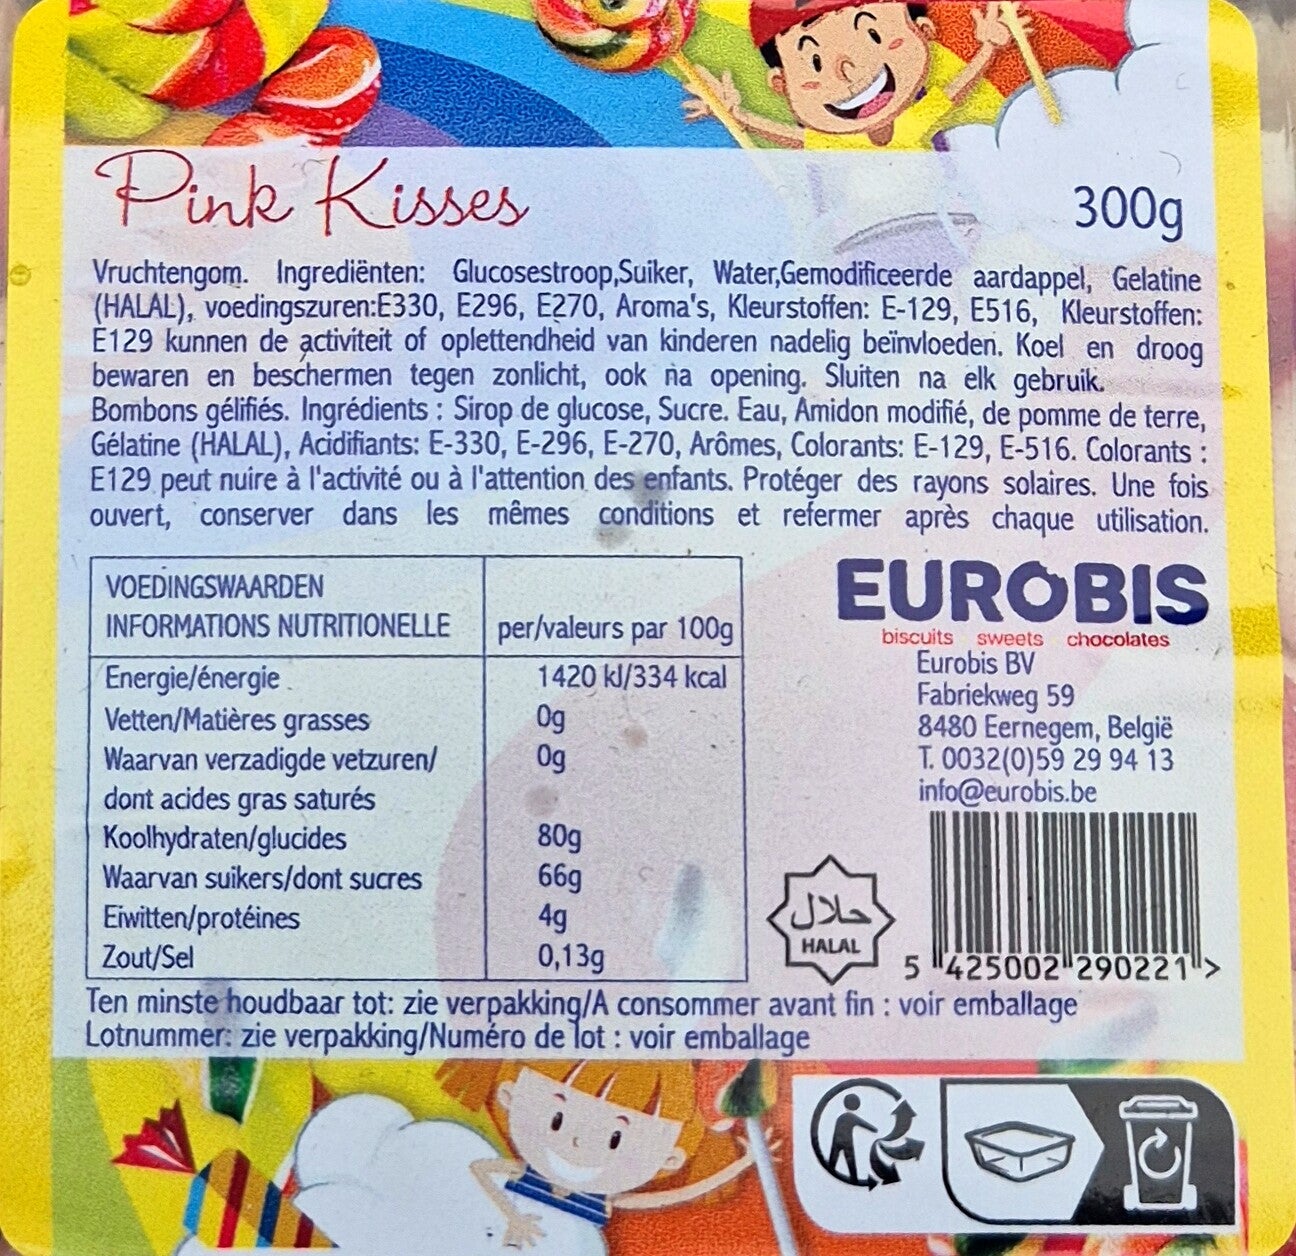 Pink Kisses
300g
Vruchtengom. Ingrediënten: Glucosestroop,Suiker, Water,Gemodificeerde aardappel, Gelatine
(HALAL), voedingszuren:E330, E296, E270, Aroma's, Kleurstoffen: E-129, E516, Kleurstoffen:
E129 kunnen de activiteit of oplettendheid van kinderen nadelig beïnvloeden. Koel en droog
bewaren en beschermen tegen zonlicht, ook na opening. Sluiten na elk gebruik.
Bombons gélifiés. Ingrédients : Sirop de glucose, Sucre. Eau, Amidon modifié, de pomme de terre,
Gélatine (HALAL), Acidifiants: E-330, E-296, E-270, Arômes, Colorants: E-129, E-516. Colorants :
E129 peut nuire à l'activité ou à l'attention des enfants. Protéger des rayons solaires. Une fois
ouvert, conserver dans les mêmes conditions et refermer après chaque utilisation.
VOEDINGSWAARDEN
INFORMATIONS NUTRITIONELLE per/valeurs par 100g
Energie/énergie 1420 kJ/334 kcal
Vetten/Matières grasses 0g
Waarvan verzadigde vetzuren/ 0g
dont acides gras saturés
Koolhydraten/glucides 80g
Waarvan suikers/dont sucres 66g
Eiwitten/protéines 4g
Zout/Sel 0,13g
EUROBIS
biscuits sweets chocolates
Eurobis BV
Fabriekweg 59
8480 Eernegem, België
T. 0032(0)59 29 94 13
info@eurobis.be
حلال
HALAL
5 425002 290221 >
Ten minste houdbaar tot: zie verpakking/A consommer avant fin : voir emballage
Lotnummer: zie verpakking/Numéro de lot : voir emballage